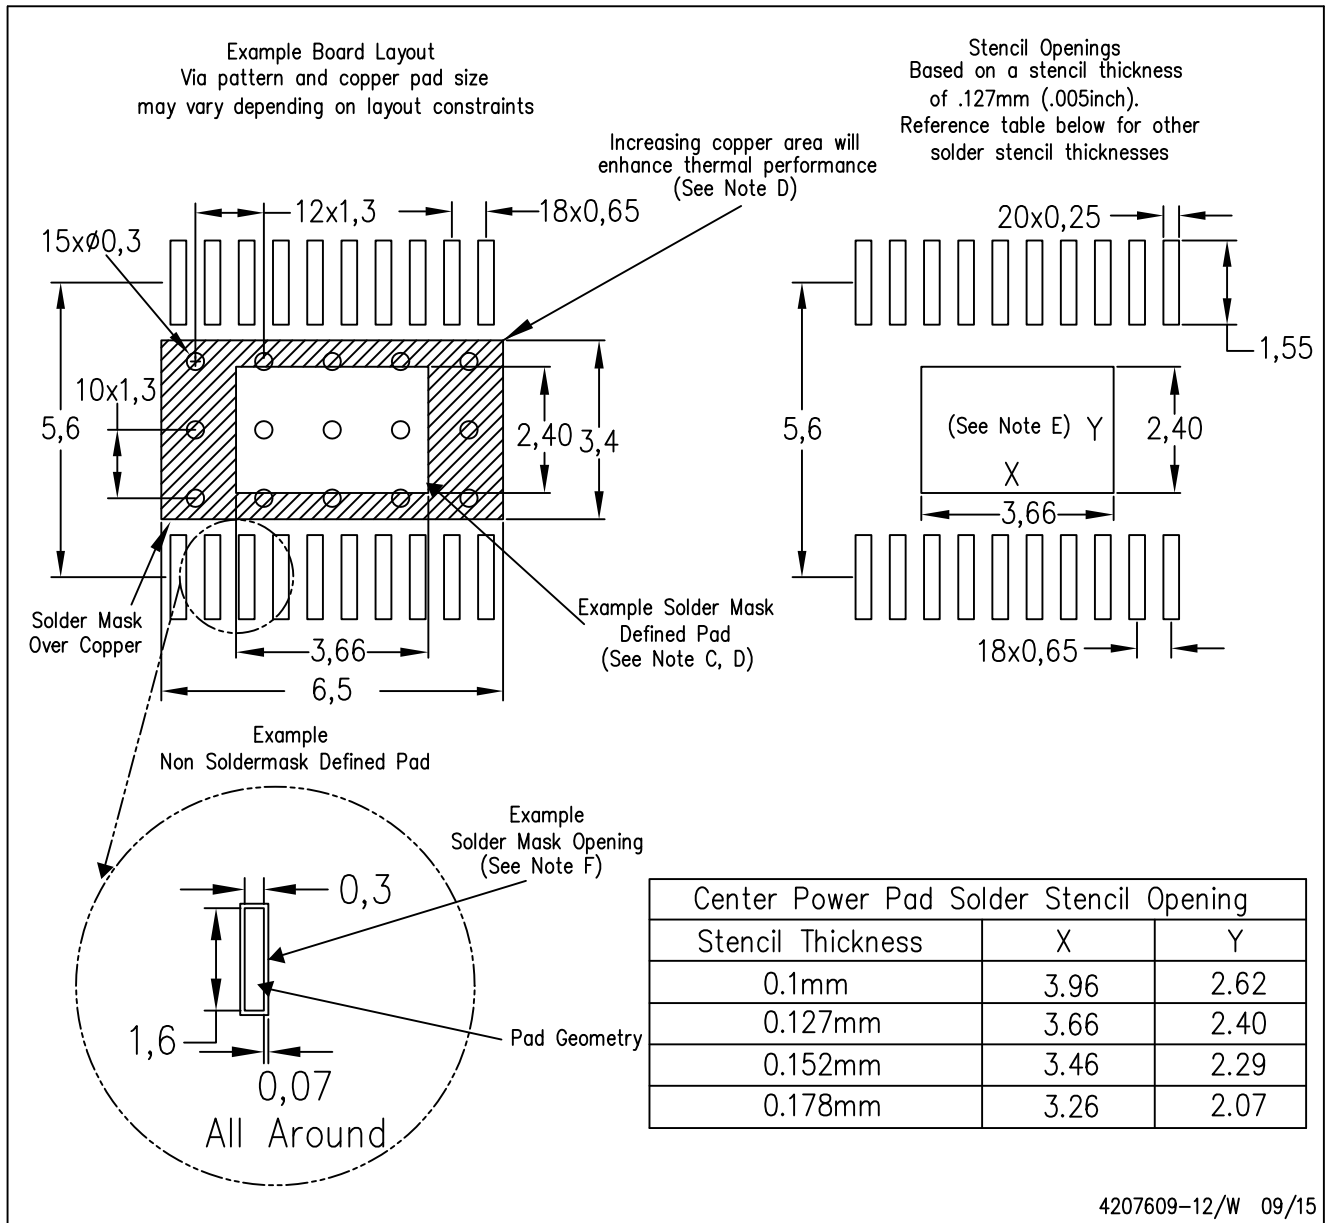 Example Board Layout
Via pattern and copper pad size
may vary depending on layout constraints
Stencil Openings
Based on a stencil thickness
of .127mm (.005inch).
Reference table below for other
solder stencil thicknesses
Increasing copper area will
enhance thermal performance
(See Note D)
12x1,3
18x0,65
15xø0,3
10x1,3
5,6
2,40
3,4
Solder Mask
Over Copper
3,66
6,5
Example Solder Mask
Defined Pad
(See Note C, D)
20x0,25
1,55
5,6
(See Note E) Y
X
2,40
3,66
18x0,65
Example
Non Soldermask Defined Pad
Example
Solder Mask Opening
(See Note F)
0,3
1,6
Pad Geometry
0,07
All Around
Center Power Pad Solder Stencil Opening
Stencil Thickness X Y
0.1mm 3.96 2.62
0.127mm 3.66 2.40
0.152mm 3.46 2.29
0.178mm 3.26 2.07
4207609-12/W 09/15